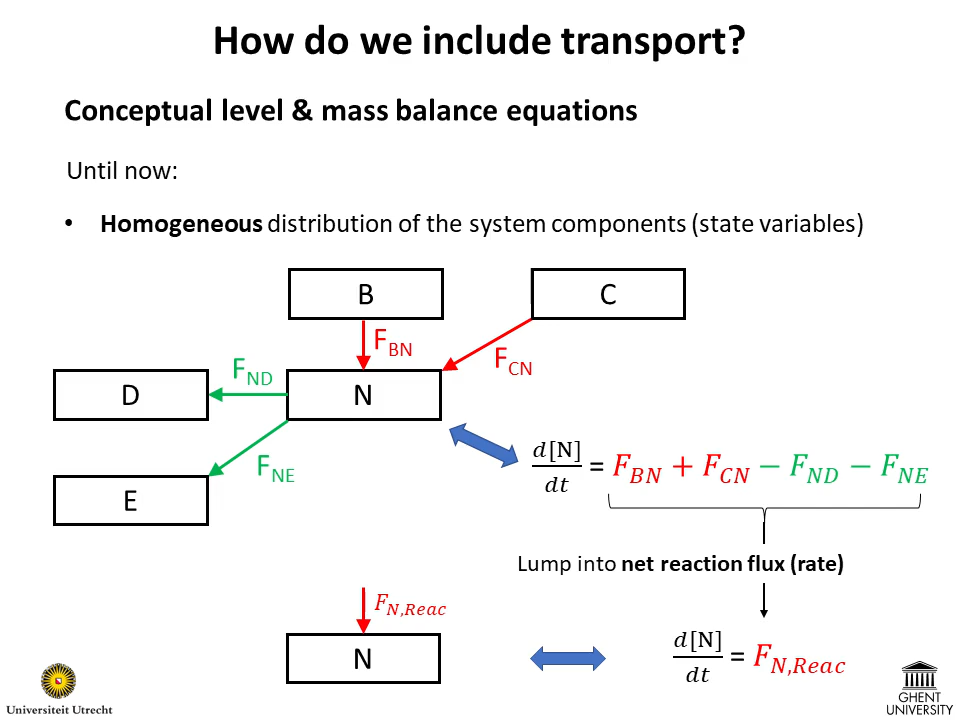 How do we include transport?
Conceptual level & mass balance equations
Until now:
• Homogeneous distribution of the system components (state variables)
B
C
F_BN
F_CN
F_ND
D
N
F_NE
E
d[N]/dt = F_BN + F_CN − F_ND − F_NE
Lump into net reaction flux (rate)
F_N,Reac
N
d[N]/dt = F_N,Reac
Universiteit Utrecht
GHENT
UNIVERSITY